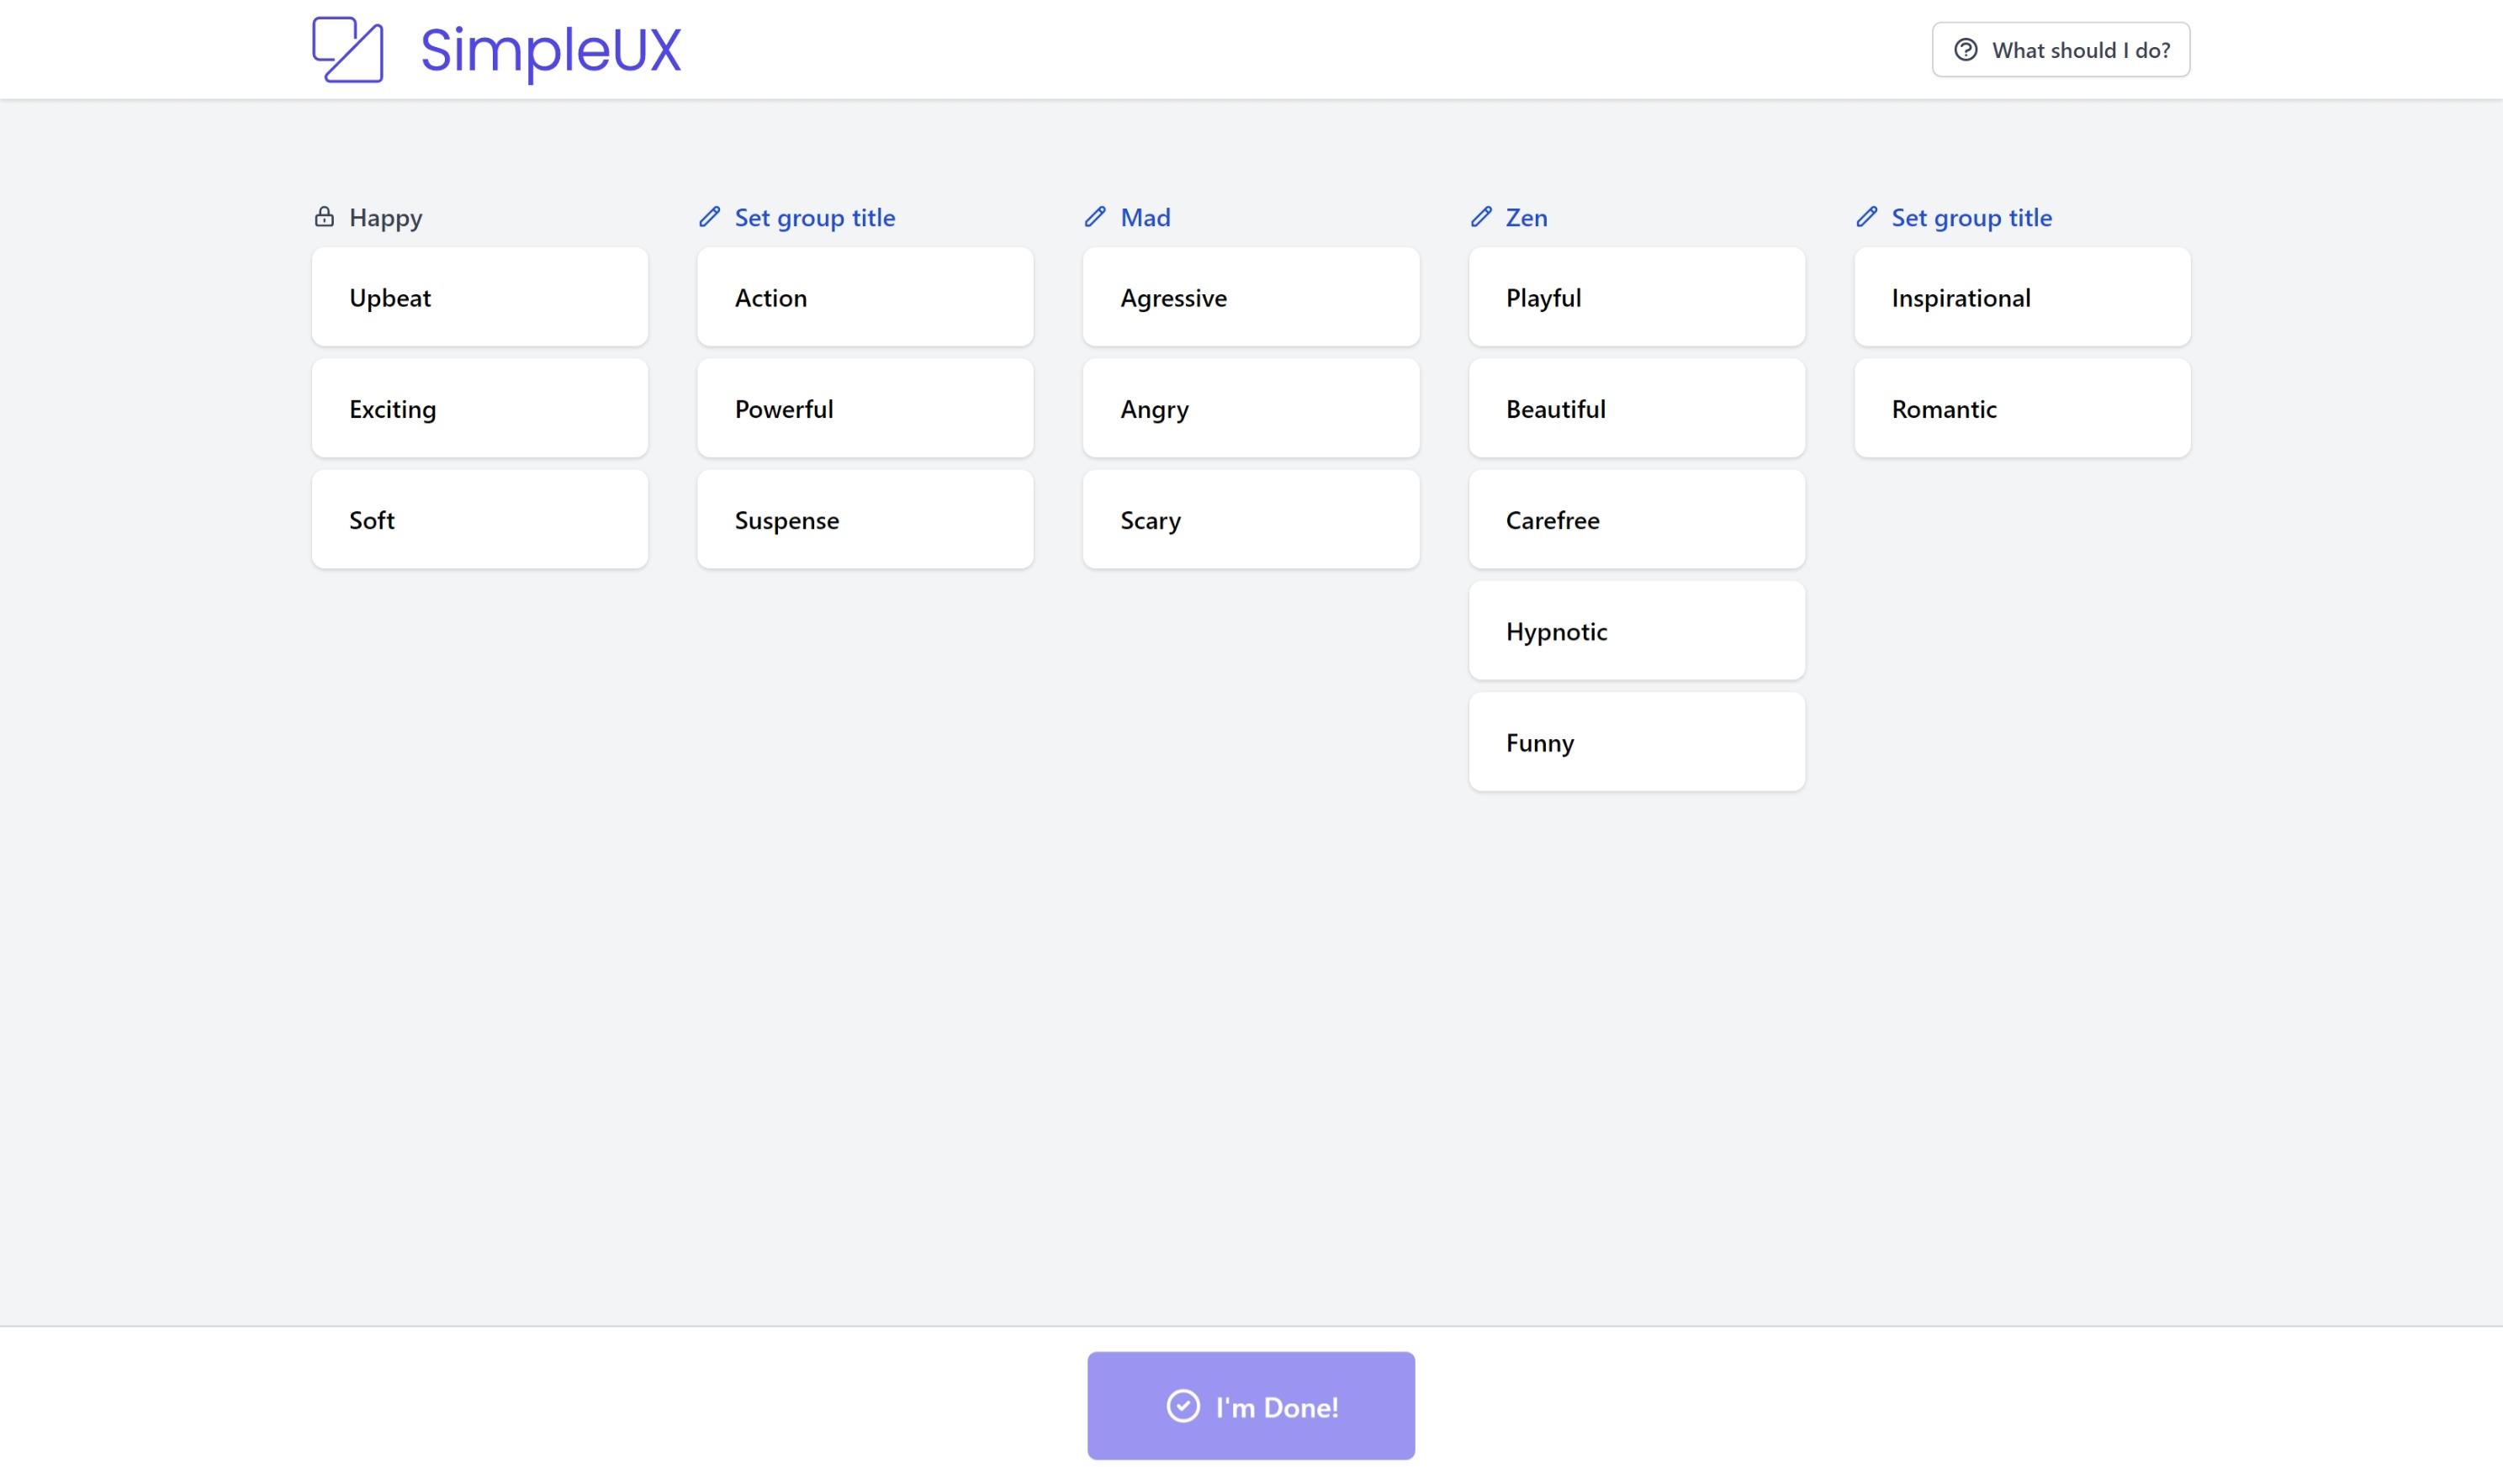 SimpleUX
What should I do?
Happy
Upbeat
Exciting
Soft
Set group title
Action
Powerful
Suspense
Mad
Agressive
Angry
Scary
Zen
Playful
Beautiful
Carefree
Hypnotic
Funny
Set group title
Inspirational
Romantic
I'm Done!